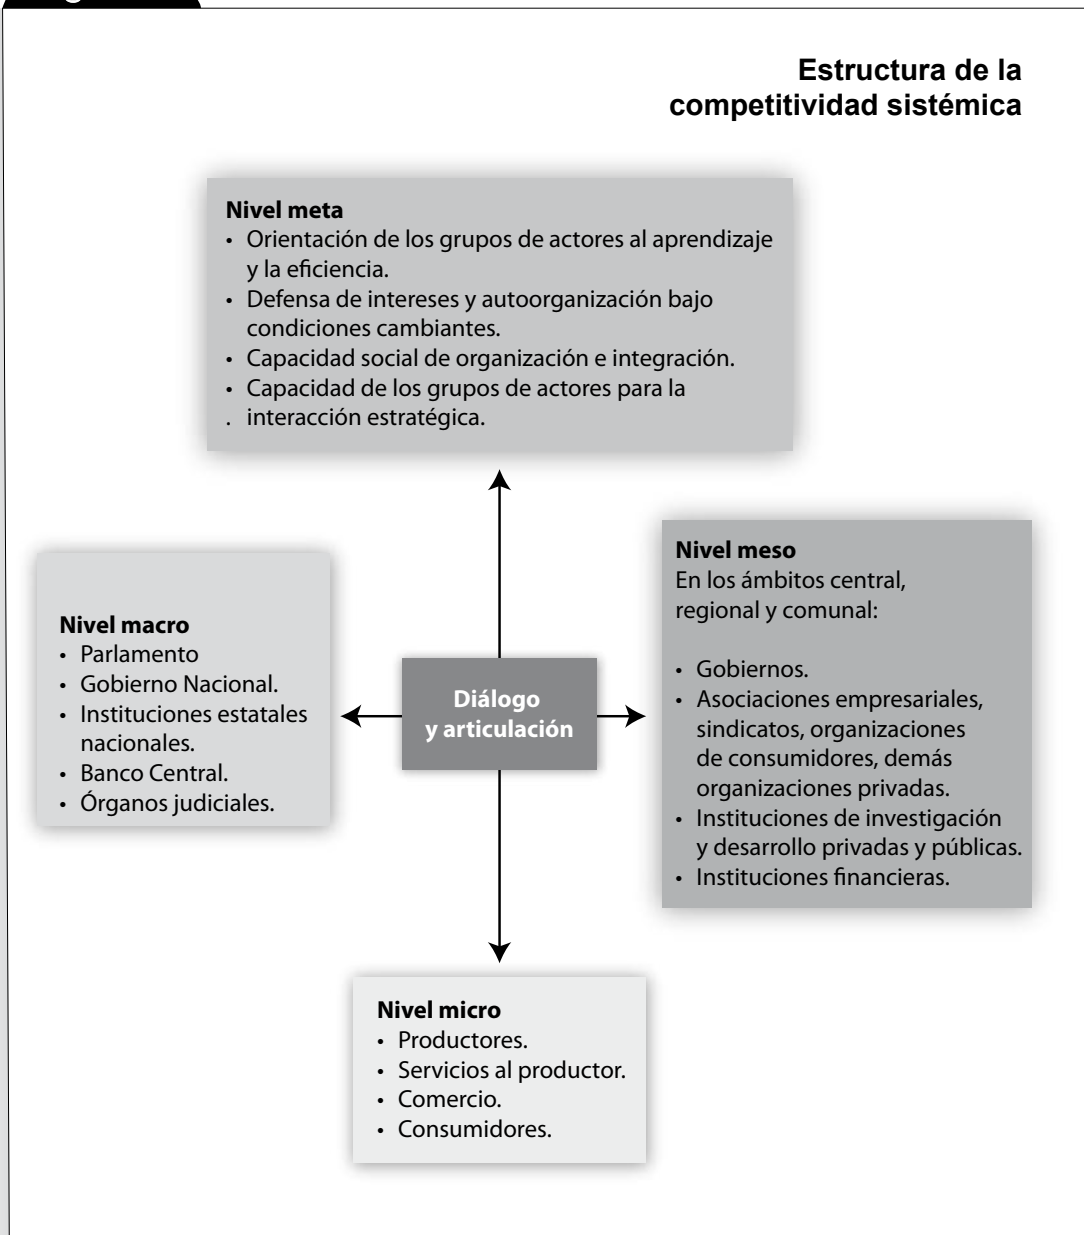 Estructura de la
competitividad sistémica
Nivel meta
• Orientación de los grupos de actores al aprendizaje
y la eficiencia.
• Defensa de intereses y autoorganización bajo
condiciones cambiantes.
• Capacidad social de organización e integración.
• Capacidad de los grupos de actores para la
. interacción estratégica.
Nivel macro
• Parlamento
• Gobierno Nacional.
• Instituciones estatales
nacionales.
• Banco Central.
• Órganos judiciales.
Diálogo
y articulación
Nivel meso
En los ámbitos central,
regional y comunal:
• Gobiernos.
• Asociaciones empresariales,
sindicatos, organizaciones
de consumidores, demás
organizaciones privadas.
• Instituciones de investigación
y desarrollo privadas y públicas.
• Instituciones financieras.
Nivel micro
• Productores.
• Servicios al productor.
• Comercio.
• Consumidores.